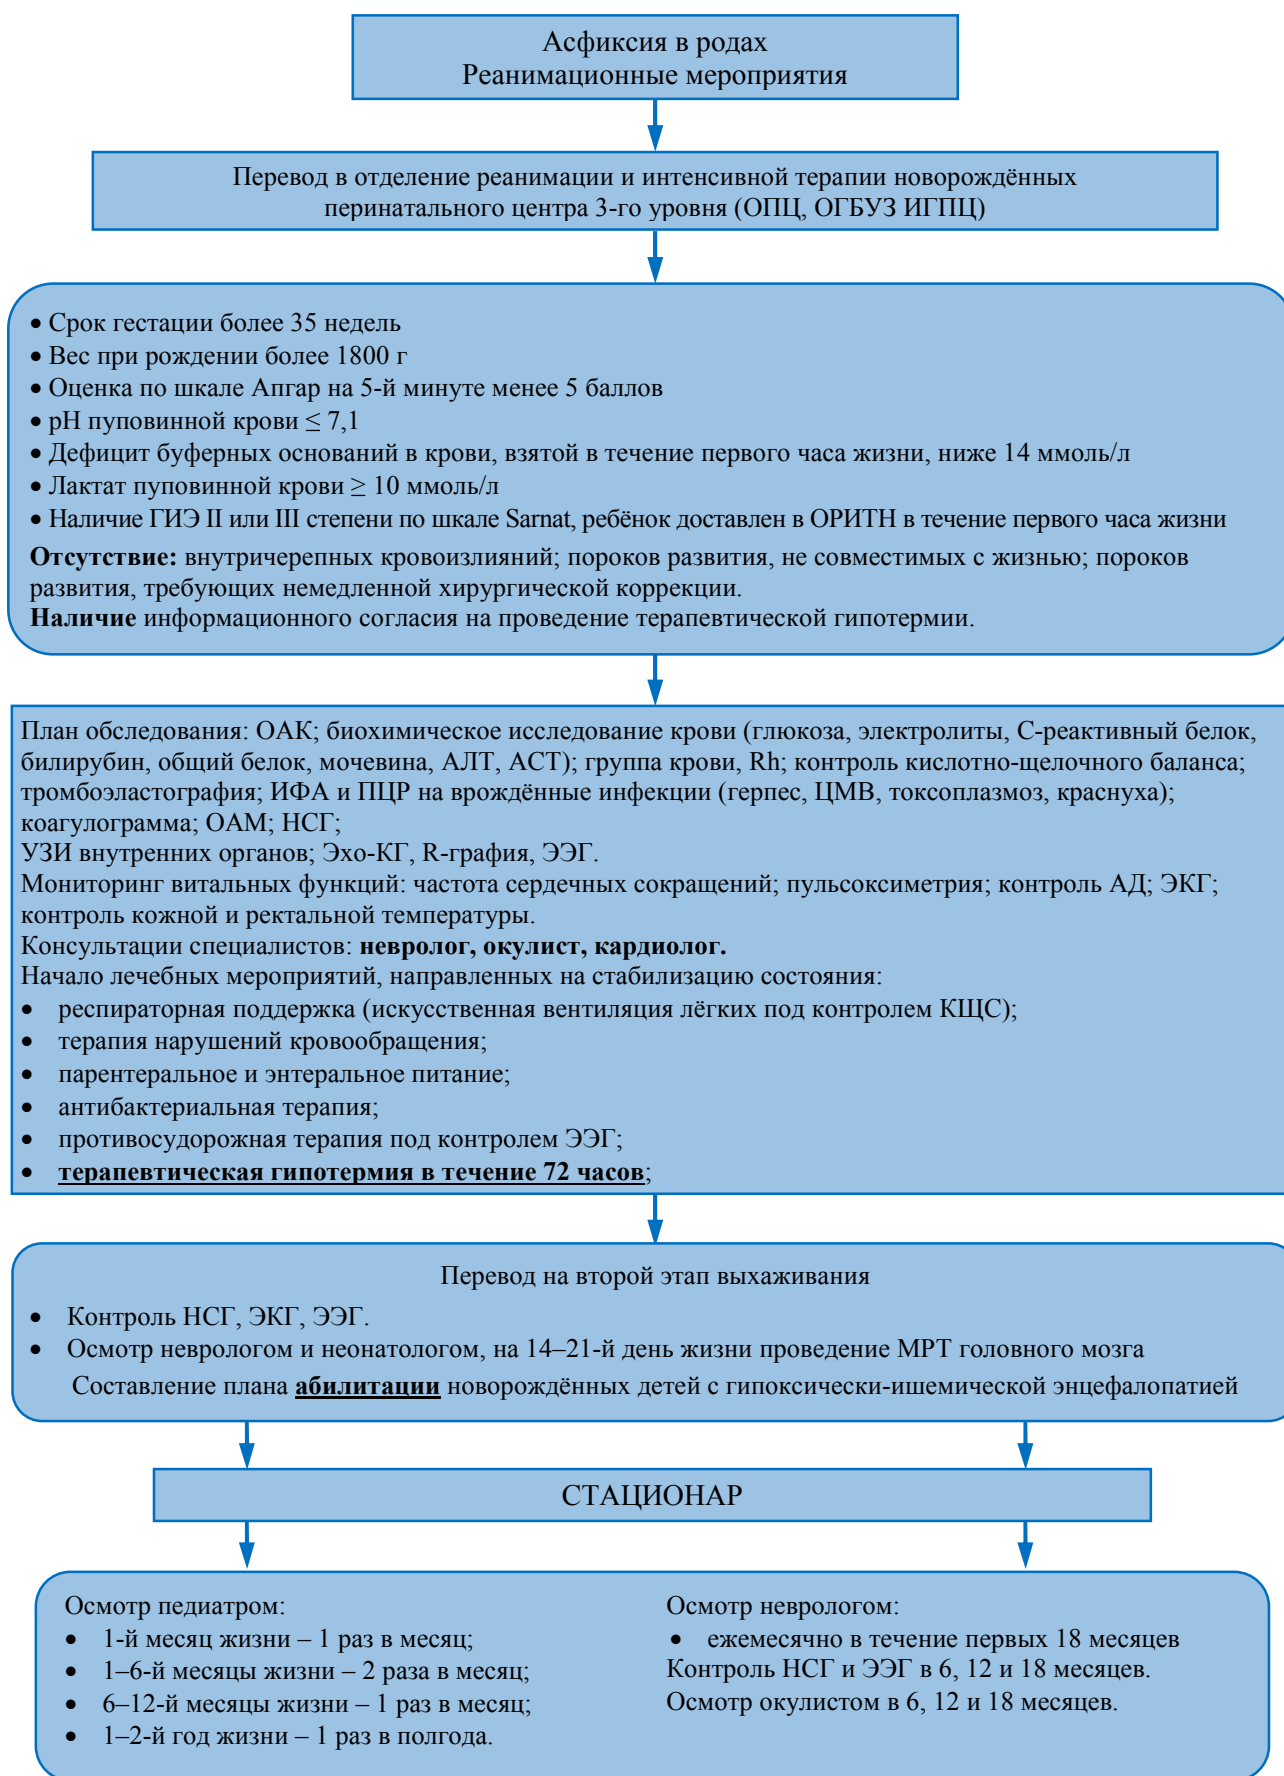 Асфиксия в родах
Реанимационные мероприятия
Перевод в отделение реанимации и интенсивной терапии новорождённых
перинатального центра 3-го уровня (ОПЦ, ОГБУЗ ИГПЦ)
• Срок гестации более 35 недель
• Вес при рождении более 1800 г
• Оценка по шкале Апгар на 5-й минуте менее 5 баллов
• pH пуповинной крови ≤ 7,1
• Дефицит буферных оснований в крови, взятой в течение первого часа жизни, ниже 14 ммоль/л
• Лактат пуповинной крови ≥ 10 ммоль/л
• Наличие ГИЭ II или III степени по шкале Sarnat, ребёнок доставлен в ОРИТН в течение первого часа жизни
Отсутствие: внутричерепных кровоизлияний; пороков развития, не совместимых с жизнью; пороков
развития, требующих немедленной хирургической коррекции.
Наличие информационного согласия на проведение терапевтической гипотермии.
План обследования: ОАК; биохимическое исследование крови (глюкоза, электролиты, С-реактивный белок,
билирубин, общий белок, мочевина, АЛТ, АСТ); группа крови, Rh; контроль кислотно-щелочного баланса;
тромбоэластография; ИФА и ПЦР на врождённые инфекции (герпес, ЦМВ, токсоплазмоз, краснуха);
коагулограмма; ОАМ; НСГ;
УЗИ внутренних органов; Эхо-КГ, R-графия, ЭЭГ.
Мониторинг витальных функций: частота сердечных сокращений; пульсоксиметрия; контроль АД; ЭКГ;
контроль кожной и ректальной температуры.
Консультации специалистов: невролог, окулист, кардиолог.
Начало лечебных мероприятий, направленных на стабилизацию состояния:
• респираторная поддержка (искусственная вентиляция лёгких под контролем КЩС);
• терапия нарушений кровообращения;
• парентеральное и энтеральное питание;
• антибактериальная терапия;
• противосудорожная терапия под контролем ЭЭГ;
• терапевтическая гипотермия в течение 72 часов;
Перевод на второй этап выхаживания
• Контроль НСГ, ЭКГ, ЭЭГ.
• Осмотр неврологом и неонатологом, на 14–21-й день жизни проведение МРТ головного мозга
Составление плана абилитации новорождённых детей с гипоксически-ишемической энцефалопатией
СТАЦИОНАР
Осмотр педиатром:
• 1-й месяц жизни – 1 раз в месяц;
• 1–6-й месяцы жизни – 2 раза в месяц;
• 6–12-й месяцы жизни – 1 раз в месяц;
• 1–2-й год жизни – 1 раз в полгода.
Осмотр неврологом:
• ежемесячно в течение первых 18 месяцев
Контроль НСГ и ЭЭГ в 6, 12 и 18 месяцев.
Осмотр окулистом в 6, 12 и 18 месяцев.